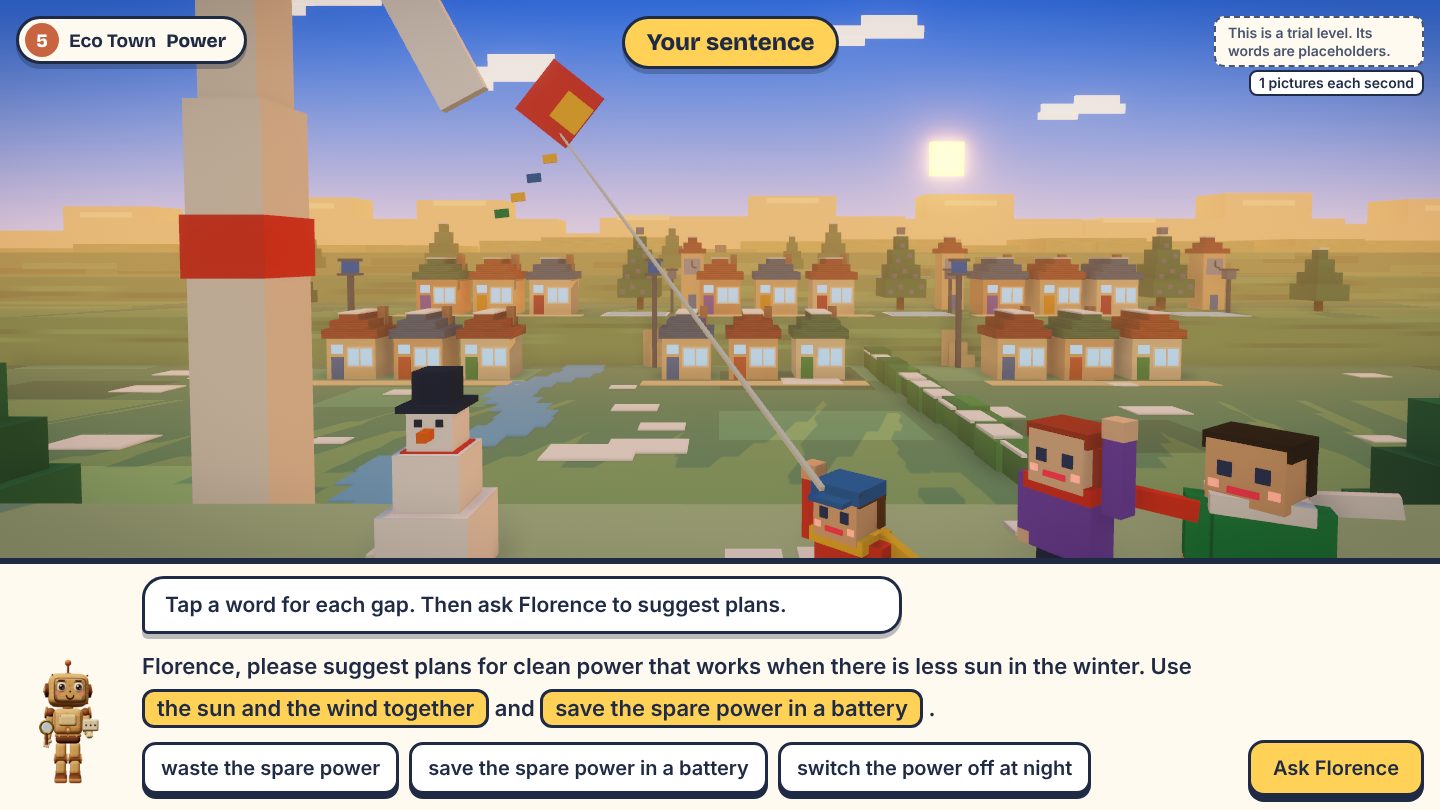 5 Eco Town Power
Your sentence
This is a trial level. Its
words are placeholders.
1 pictures each second
Tap a word for each gap. Then ask Florence to suggest plans.
Florence, please suggest plans for clean power that works when there is less sun in the winter. Use
the sun and the wind together and save the spare power in a battery .
waste the spare power
save the spare power in a battery
switch the power off at night
Ask Florence